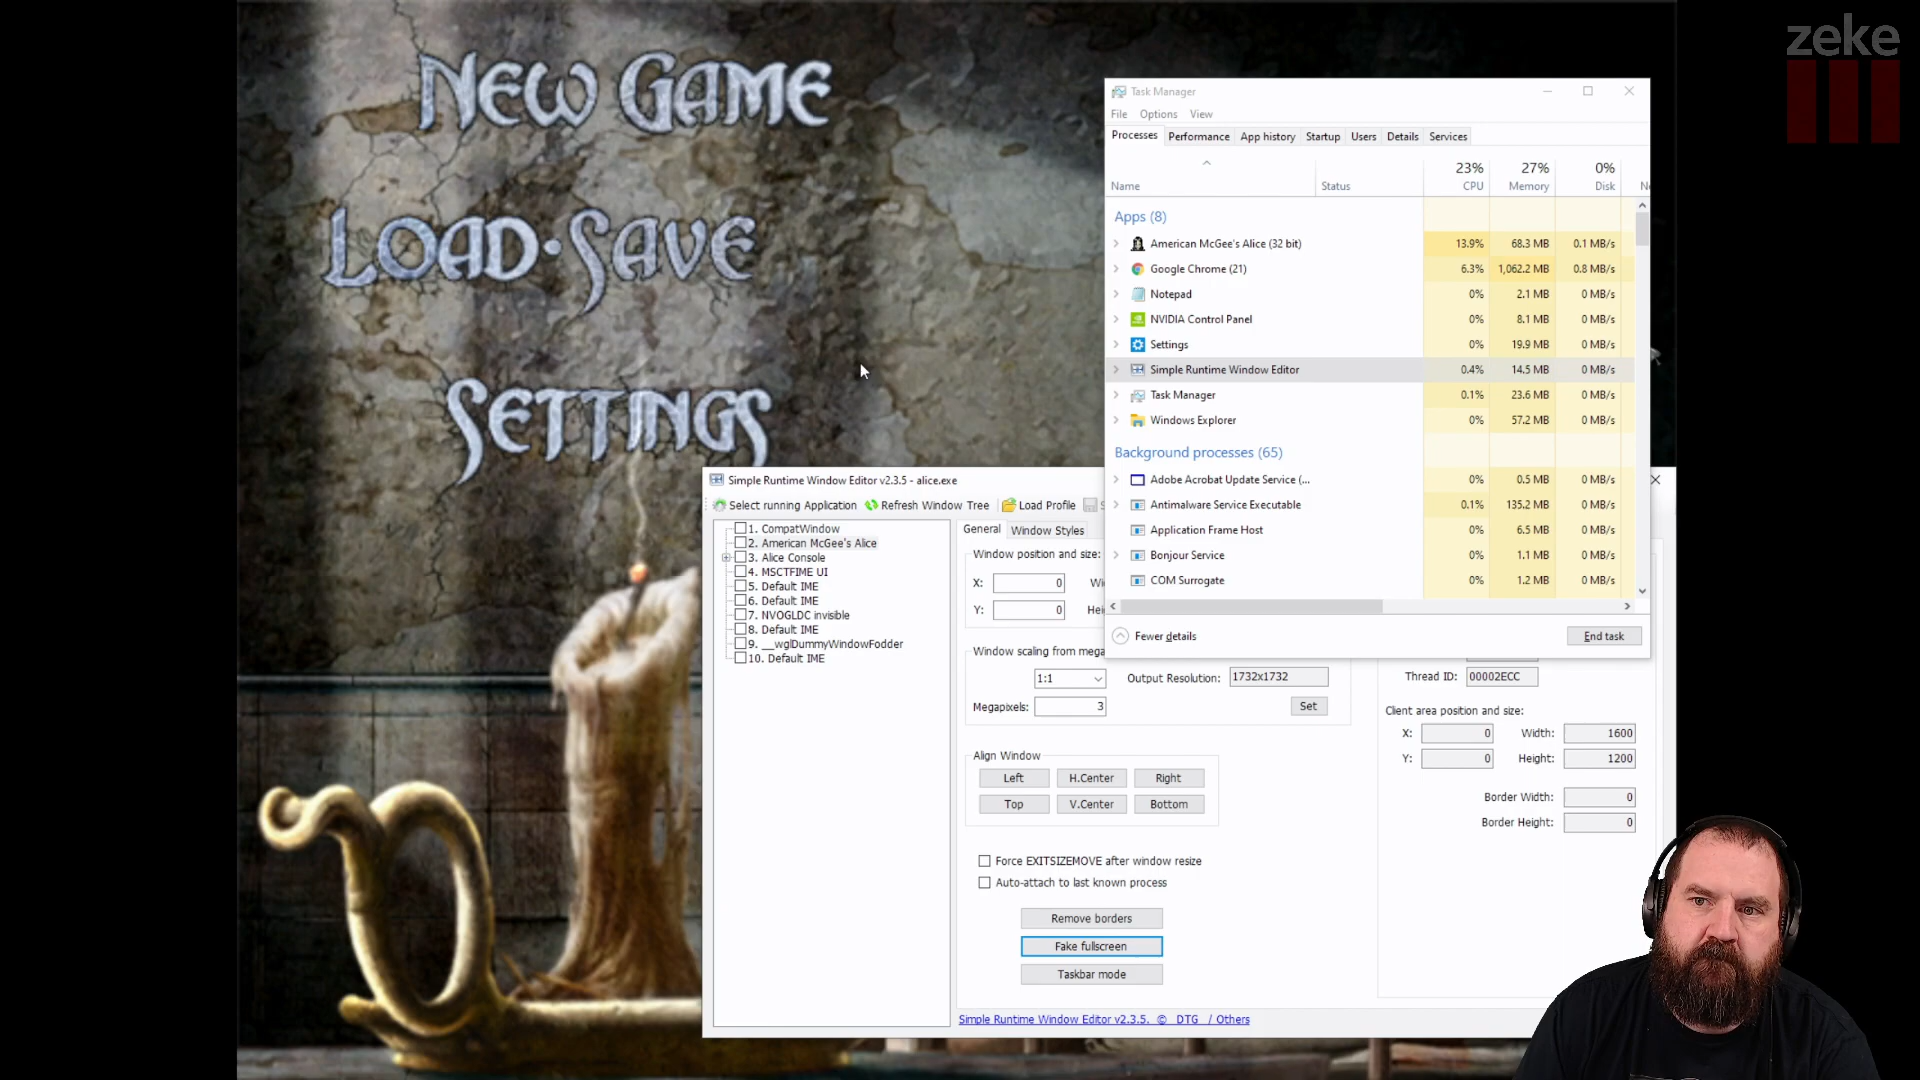 NEW GAME
LOAD·SAVE
SETTINGS
zeke
III
Task Manager
File Options View
Processes Performance App history Startup Users Details Services
23% 27% 0%
Name Status CPU Memory Disk
Apps (8)
American McGee's Alice (32 bit) 13.9% 68.3 MB 0.1 MB/s
Google Chrome (21) 6.3% 1,062.2 MB 0.8 MB/s
Notepad 0% 2.1 MB 0 MB/s
NVIDIA Control Panel 0% 8.1 MB 0 MB/s
Settings 0% 19.9 MB 0 MB/s
Simple Runtime Window Editor 0.4% 14.5 MB 0 MB/s
Task Manager 0.1% 23.6 MB 0 MB/s
Windows Explorer 0% 57.2 MB 0 MB/s
Background processes (65)
Adobe Acrobat Update Service (... 0% 0.5 MB 0 MB/s
Antimalware Service Executable 0.1% 135.2 MB 0 MB/s
Application Frame Host 0% 6.5 MB 0 MB/s
Bonjour Service 0% 1.1 MB 0 MB/s
COM Surrogate 0% 1.2 MB 0 MB/s
Fewer details End task
Simple Runtime Window Editor v2.3.5 - alice.exe
Select running Application Refresh Window Tree Load Profile
1. CompatWindow
2. American McGee's Alice
3. Alice Console
4. MSCTFIME UI
5. Default IME
6. Default IME
7. NVOGLDC invisible
8. Default IME
9. __wglDummyWindowFodder
10. Default IME
General Window Styles
Window position and size:
X: 0
Y: 0
Window scaling from mega
1:1 Output Resolution: 1732x1732
Megapixels: 3 Set
Align Window
Left H.Center Right
Top V.Center Bottom
Force EXITSIZEMOVE after window resize
Auto-attach to last known process
Remove borders
Fake fullscreen
Taskbar mode
Thread ID: 00002ECC
Client area position and size:
X: 0 Width: 1600
Y: 0 Height: 1200
Border Width: 0
Border Height: 0
Simple Runtime Window Editor v2.3.5. © DTG / Others